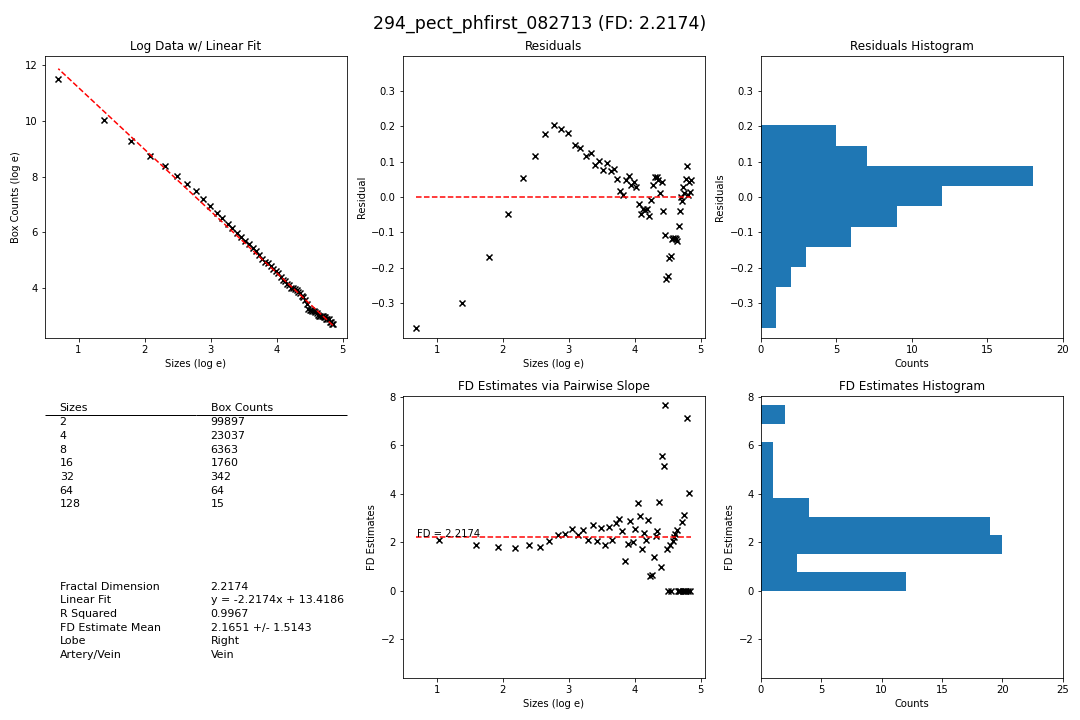 294_pect_phfirst_082713 (FD: 2.2174)
Log Data w/ Linear Fit
12
10
8
6
4
Box Counts (log e)
1 2 3 4 5
Sizes (log e)
Residuals
0.3
0.2
0.1
0.0
−0.1
−0.2
−0.3
Residual
1 2 3 4 5
Sizes (log e)
Residuals Histogram
0.3
0.2
0.1
0.0
−0.1
−0.2
−0.3
Residuals
0 5 10 15 20
Counts
Sizes Box Counts
2 99897
4 23037
8 6363
16 1760
32 342
64 64
128 15
Fractal Dimension 2.2174
Linear Fit y = -2.2174x + 13.4186
R Squared 0.9967
FD Estimate Mean 2.1651 +/- 1.5143
Lobe Right
Artery/Vein Vein
FD Estimates via Pairwise Slope
8
6
4
2
0
−2
FD Estimates
FD = 2.2174
1 2 3 4 5
Sizes (log e)
FD Estimates Histogram
8
6
4
2
0
−2
FD Estimates
0 5 10 15 20 25
Counts